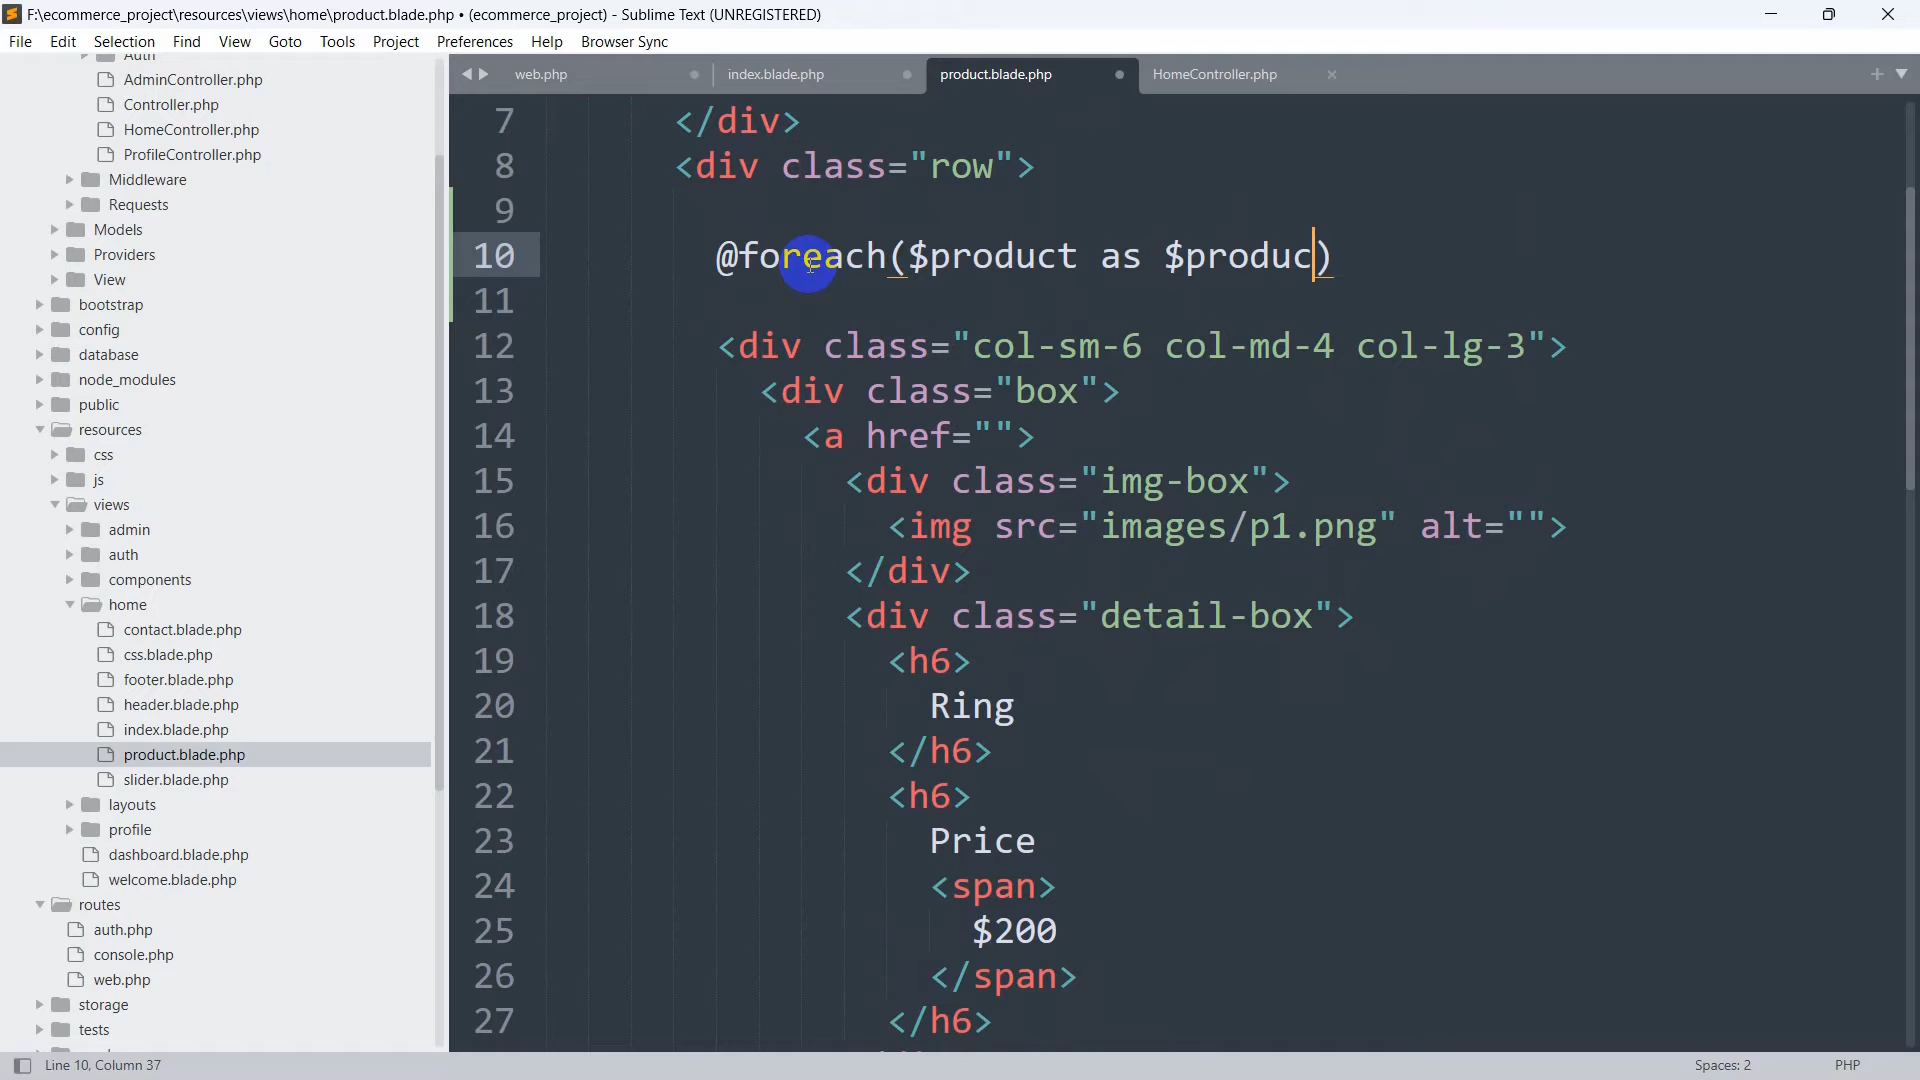 F:\ecommerce_project\resources\views\home\product.blade.php • (ecommerce_project) - Sublime Text (UNREGISTERED)
File Edit Selection Find View Goto Tools Project Preferences Help Browser Sync
Auth
AdminController.php
Controller.php
HomeController.php
ProfileController.php
Middleware
Requests
Models
Providers
View
bootstrap
config
database
node_modules
public
resources
css
js
views
admin
auth
components
home
contact.blade.php
css.blade.php
footer.blade.php
header.blade.php
index.blade.php
product.blade.php
slider.blade.php
layouts
profile
dashboard.blade.php
welcome.blade.php
routes
auth.php
console.php
web.php
storage
tests
web.php index.blade.php product.blade.php HomeController.php
7 </div>
8 <div class="row">
9
10 @foreach($product as $produc)
11
12 <div class="col-sm-6 col-md-4 col-lg-3">
13 <div class="box">
14 <a href="">
15 <div class="img-box">
16 <img src="images/p1.png" alt="">
17 </div>
18 <div class="detail-box">
19 <h6>
20 Ring
21 </h6>
22 <h6>
23 Price
24 <span>
25 $200
26 </span>
27 </h6>
Line 10, Column 37 Spaces: 2 PHP